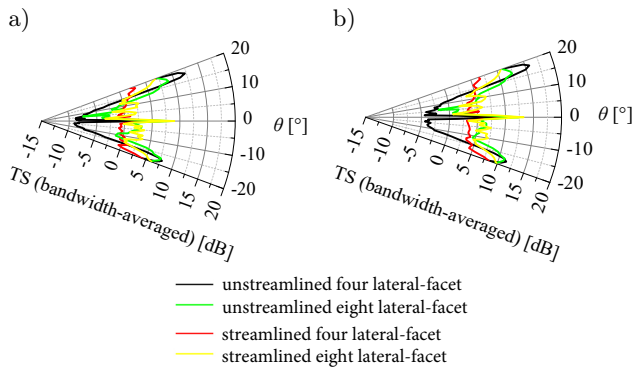 a)
20
10
0
-10
-20
θ [°]
-15
-10
-5
0
5
10
15
20
TS (bandwidth-averaged) [dB]
b)
20
10
0
-10
-20
θ [°]
-15
-10
-5
0
5
10
15
20
TS (bandwidth-averaged) [dB]
unstreamlined four lateral-facet
unstreamlined eight lateral-facet
streamlined four lateral-facet
streamlined eight lateral-facet